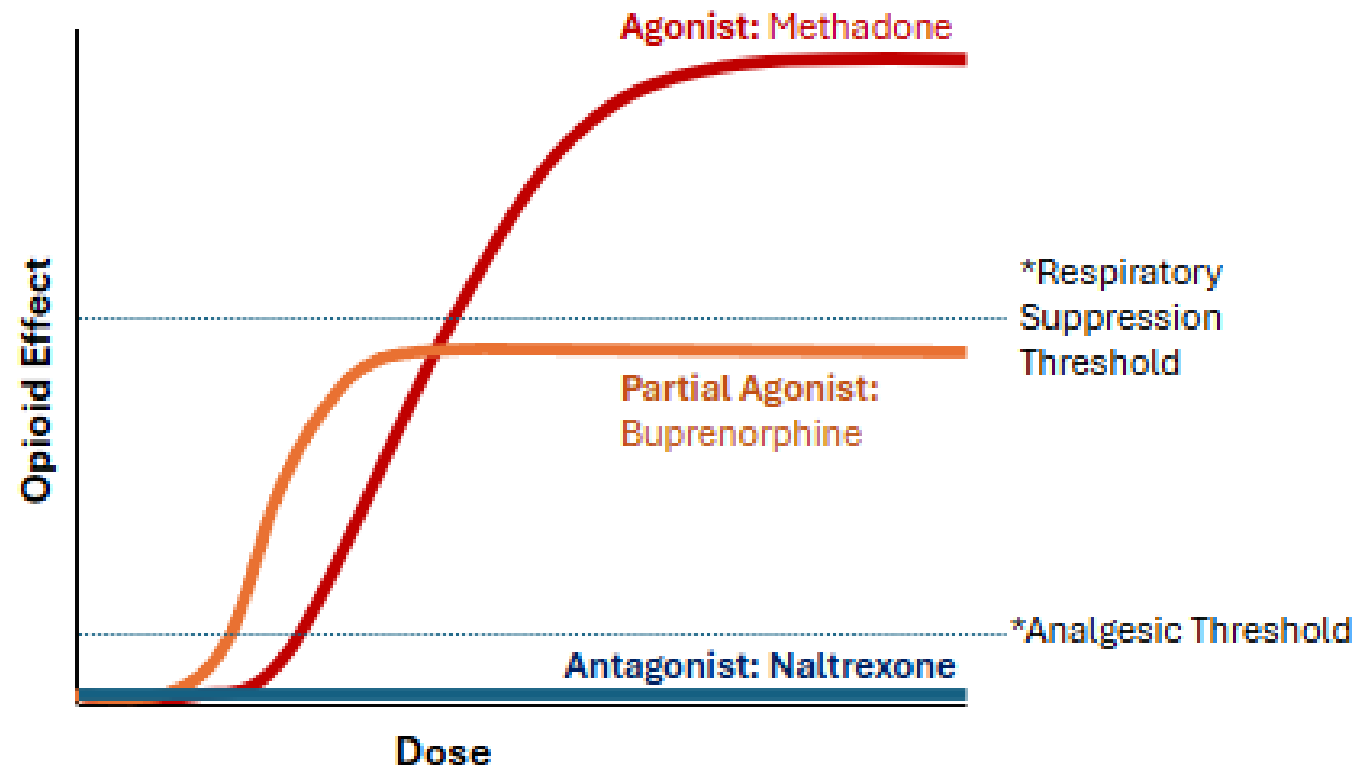 Agonist: Methadone
Opioid Effect
*Respiratory
Suppression
Threshold
Partial Agonist:
Buprenorphine
*Analgesic Threshold
Antagonist: Naltrexone
Dose